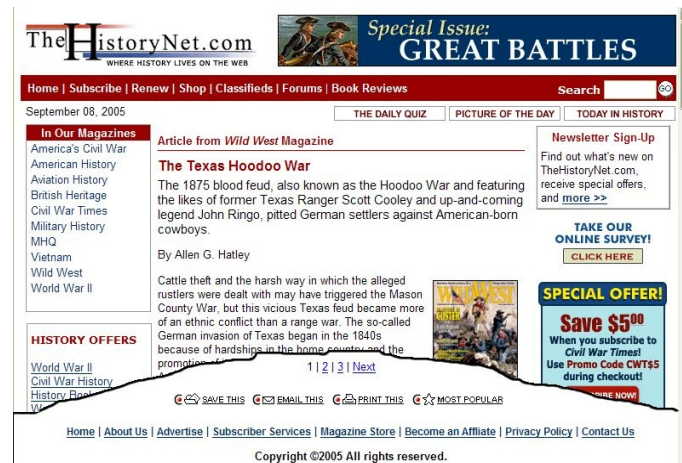 TheHistoryNet.com
WHERE HISTORY LIVES ON THE WEB
Special Issue:
GREAT BATTLES
Home | Subscribe | Renew | Shop | Classifieds | Forums | Book Reviews
Search
GO
September 08, 2005
THE DAILY QUIZ
PICTURE OF THE DAY
TODAY IN HISTORY
In Our Magazines
America's Civil War
American History
Aviation History
British Heritage
Civil War Times
Military History
MHQ
Vietnam
Wild West
World War II
HISTORY OFFERS
World War II
Civil War History
History
Article from Wild West Magazine
The Texas Hoodoo War
The 1875 blood feud, also known as the Hoodoo War and featuring
the likes of former Texas Ranger Scott Cooley and up-and-coming
legend John Ringo, pitted German settlers against American-born
cowboys.
By Allen G. Hatley
Cattle theft and the harsh way in which the alleged
rustlers were dealt with may have triggered the Mason
County War, but this vicious Texas feud became more
of an ethnic conflict than a range war. The so-called
German invasion of Texas began in the 1840s
because of hardships in the home country and the
WILD WEST
CUSTER
1 | 2 | 3 | Next
Newsletter Sign-Up
Find out what's new on
TheHistoryNet.com,
receive special offers,
and more >>
TAKE OUR
ONLINE SURVEY!
CLICK HERE
SPECIAL OFFER!
Save $500
When you subscribe to
Civil War Times!
Use Promo Code CWT$5
during checkout!
NOW!
SAVE THIS
EMAIL THIS
PRINT THIS
MOST POPULAR
Home | About Us | Advertise | Subscriber Services | Magazine Store | Become an Affliate | Privacy Policy | Contact Us
Copyright ©2005 All rights reserved.